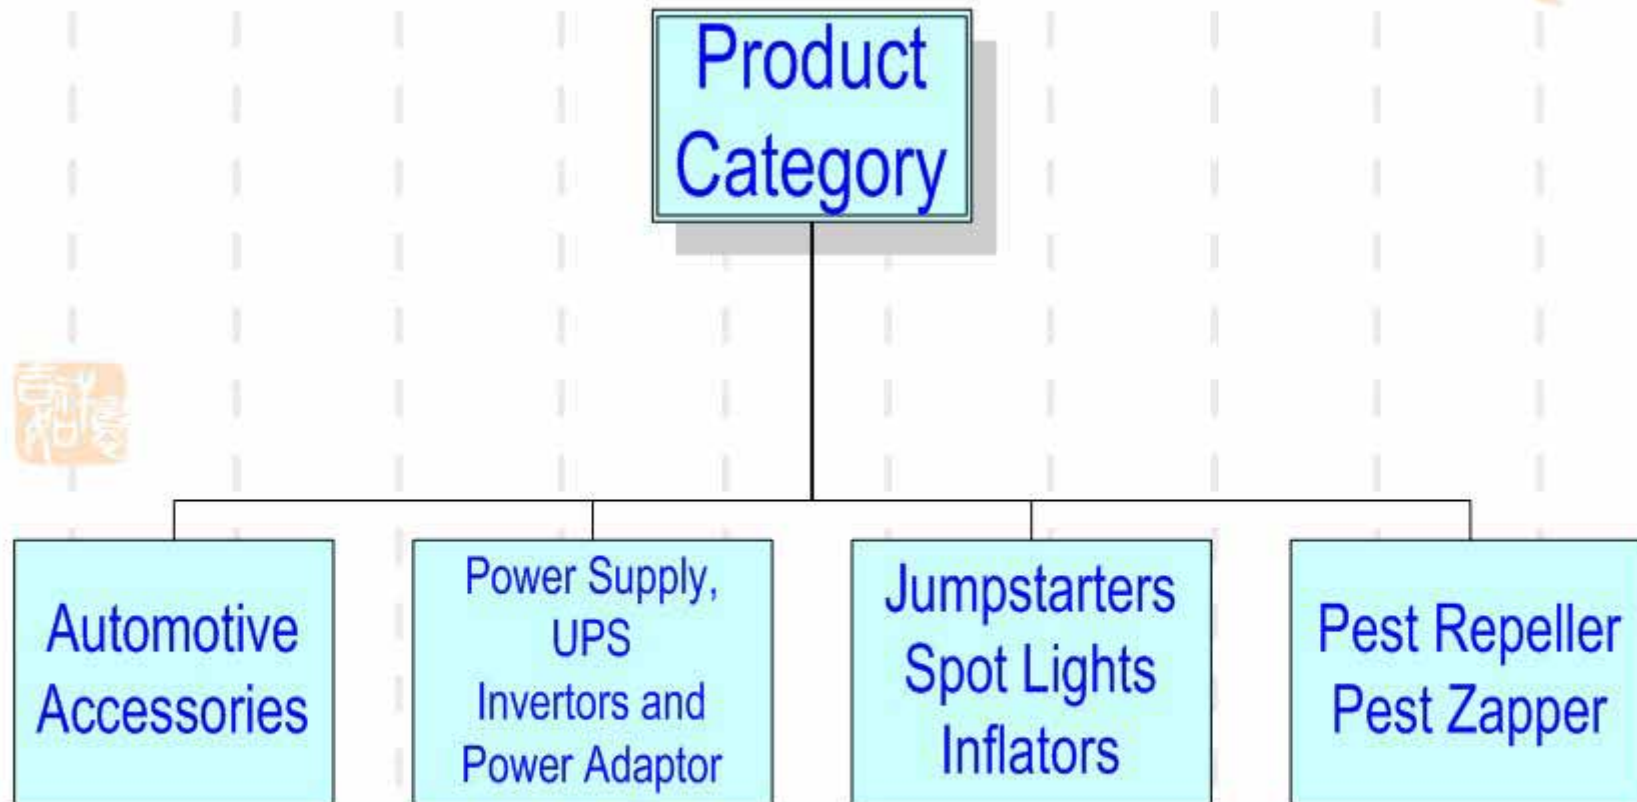 Product
Category
Automotive
Accessories
Power Supply,
UPS
Invertors and
Power Adaptor
Jumpstarters
Spot Lights
Inflators
Pest Repeller
Pest Zapper